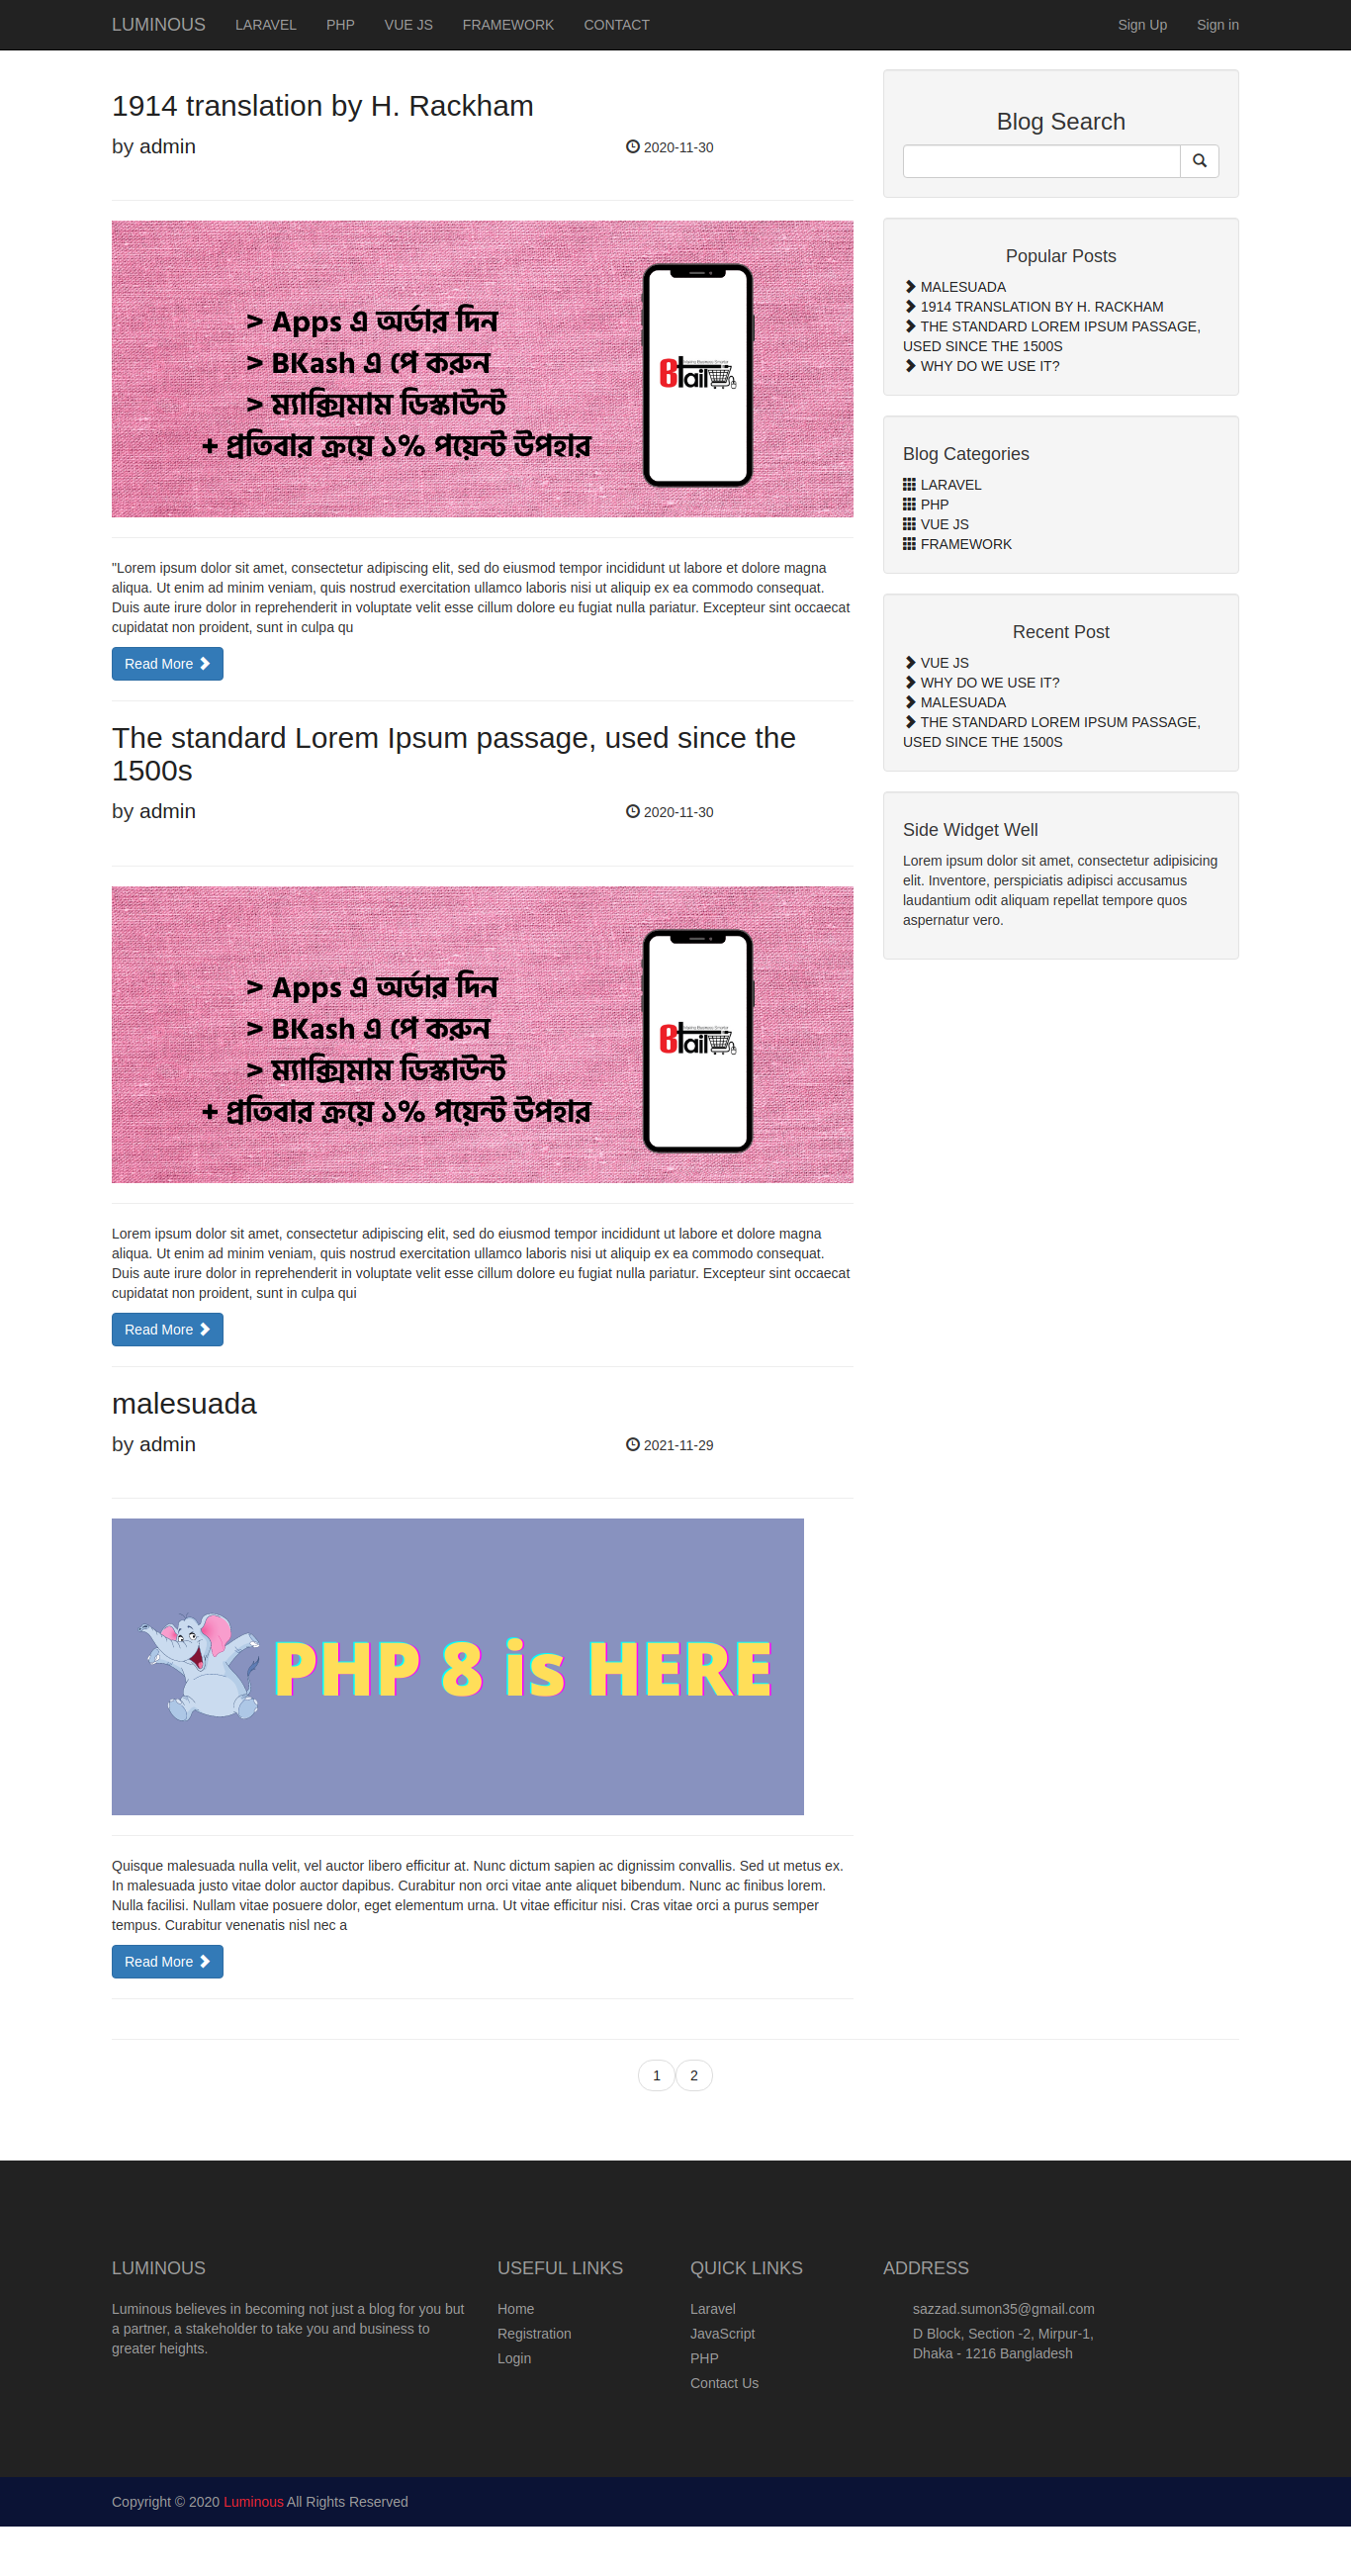 LUMINOUS LARAVEL PHP VUE JS FRAMEWORK CONTACT Sign Up Sign in
1914 translation by H. Rackham
by admin 2020-11-30
> Apps এ অর্ডার দিন
> BKash এ পে করুন
> ম্যাক্সিমাম ডিস্কাউন্ট
+ প্রতিবার ক্রয়ে ১% পয়েন্ট উপহার
8tail
"Lorem ipsum dolor sit amet, consectetur adipiscing elit, sed do eiusmod tempor incididunt ut labore et dolore magna
aliqua. Ut enim ad minim veniam, quis nostrud exercitation ullamco laboris nisi ut aliquip ex ea commodo consequat.
Duis aute irure dolor in reprehenderit in voluptate velit esse cillum dolore eu fugiat nulla pariatur. Excepteur sint occaecat
cupidatat non proident, sunt in culpa qu
Read More
The standard Lorem Ipsum passage, used since the
1500s
by admin 2020-11-30
> Apps এ অর্ডার দিন
> BKash এ পে করুন
> ম্যাক্সিমাম ডিস্কাউন্ট
+ প্রতিবার ক্রয়ে ১% পয়েন্ট উপহার
8tail
Lorem ipsum dolor sit amet, consectetur adipiscing elit, sed do eiusmod tempor incididunt ut labore et dolore magna
aliqua. Ut enim ad minim veniam, quis nostrud exercitation ullamco laboris nisi ut aliquip ex ea commodo consequat.
Duis aute irure dolor in reprehenderit in voluptate velit esse cillum dolore eu fugiat nulla pariatur. Excepteur sint occaecat
cupidatat non proident, sunt in culpa qui
Read More
malesuada
by admin 2021-11-29
PHP 8 is HERE
Quisque malesuada nulla velit, vel auctor libero efficitur at. Nunc dictum sapien ac dignissim convallis. Sed ut metus ex.
In malesuada justo vitae dolor auctor dapibus. Curabitur non orci vitae ante aliquet bibendum. Nunc ac finibus lorem.
Nulla facilisi. Nullam vitae posuere dolor, eget elementum urna. Ut vitae efficitur nisi. Cras vitae orci a purus semper
tempus. Curabitur venenatis nisl nec a
Read More
Blog Search
Popular Posts
MALESUADA
1914 TRANSLATION BY H. RACKHAM
THE STANDARD LOREM IPSUM PASSAGE,
USED SINCE THE 1500S
WHY DO WE USE IT?
Blog Categories
LARAVEL
PHP
VUE JS
FRAMEWORK
Recent Post
VUE JS
WHY DO WE USE IT?
MALESUADA
THE STANDARD LOREM IPSUM PASSAGE,
USED SINCE THE 1500S
Side Widget Well
Lorem ipsum dolor sit amet, consectetur adipisicing
elit. Inventore, perspiciatis adipisci accusamus
laudantium odit aliquam repellat tempore quos
aspernatur vero.
1 2
LUMINOUS
Luminous believes in becoming not just a blog for you but
a partner, a stakeholder to take you and business to
greater heights.
USEFUL LINKS
Home
Registration
Login
QUICK LINKS
Laravel
JavaScript
PHP
Contact Us
ADDRESS
sazzad.sumon35@gmail.com
D Block, Section -2, Mirpur-1,
Dhaka - 1216 Bangladesh
Copyright © 2020 Luminous All Rights Reserved